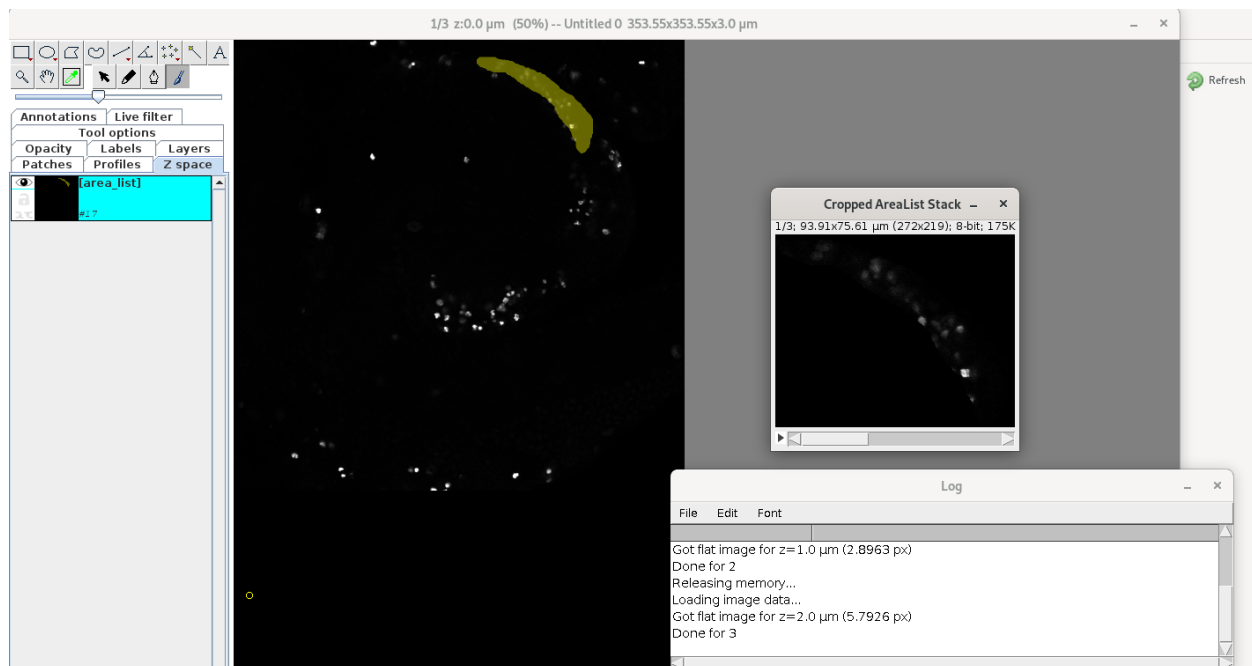 1/3 z:0.0 µm (50%) -- Untitled 0 353.55x353.55x3.0 µm
A
Refresh
Annotations Live filter
Tool options
Opacity Labels Layers
Patches Profiles Z space
[area_list]
#17
Cropped AreaList Stack
1/3; 93.91x75.61 µm (272x219); 8-bit; 175K
Log
File Edit Font
Got flat image for z=1.0 µm (2.8963 px)
Done for 2
Releasing memory...
Loading image data...
Got flat image for z=2.0 µm (5.7926 px)
Done for 3